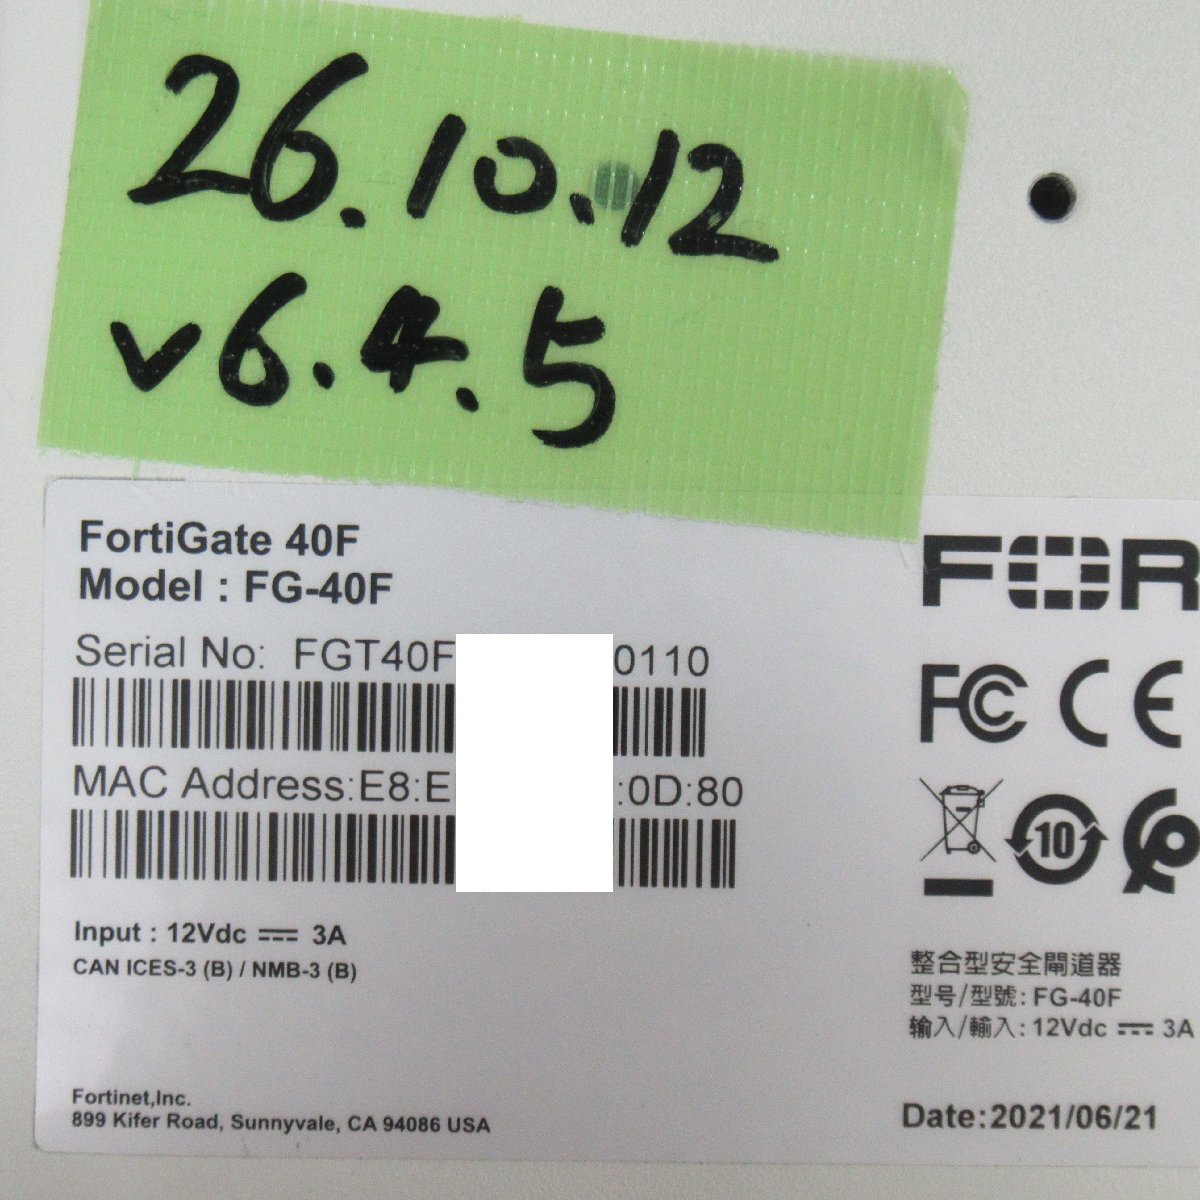 26.10.12
v6.4.5
FortiGate 40F
Model : FG-40F
Serial No: FGT40F 0110
MAC Address:E8:E :0D:80
Input : 12Vdc 3A
CAN ICES-3 (B) / NMB-3 (B)
Fortinet,Inc.
899 Kifer Road, Sunnyvale, CA 94086 USA
FOR
FC CE
10
整合型安全閘道器
型号/型號: FG-40F
输入/輸入: 12Vdc 3A
Date:2021/06/21